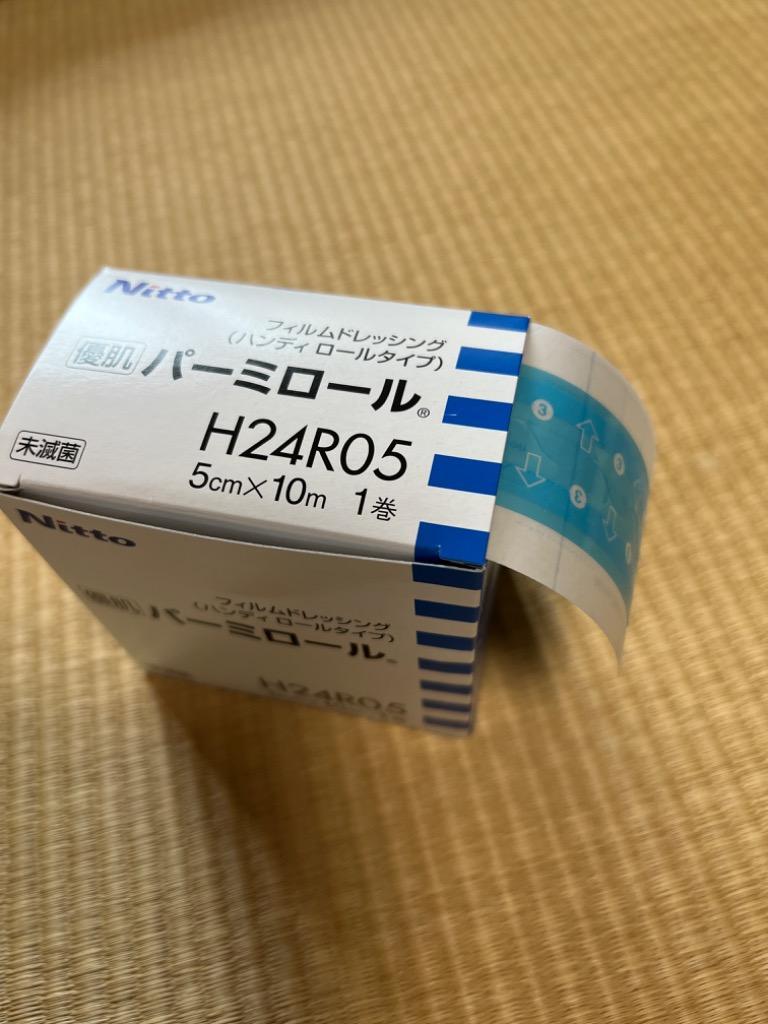 Nitto
フィルムドレッシング
(ハンディ ロールタイプ)
優肌 パーミロール®
H24R05
未滅菌
5cm×10m 1巻
Nitto
フィルムドレッシング
(ハンディ ロールタイプ)
優肌 パーミロール®
H24R05
3
3